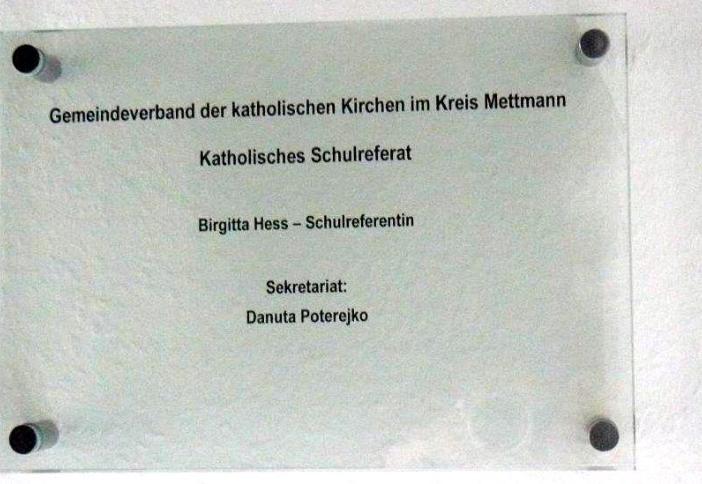 Gemeindeverband der katholischen Kirchen im Kreis Mettmann
Katholisches Schulreferat
Birgitta Hess – Schulreferentin
Sekretariat:
Danuta Poterejko